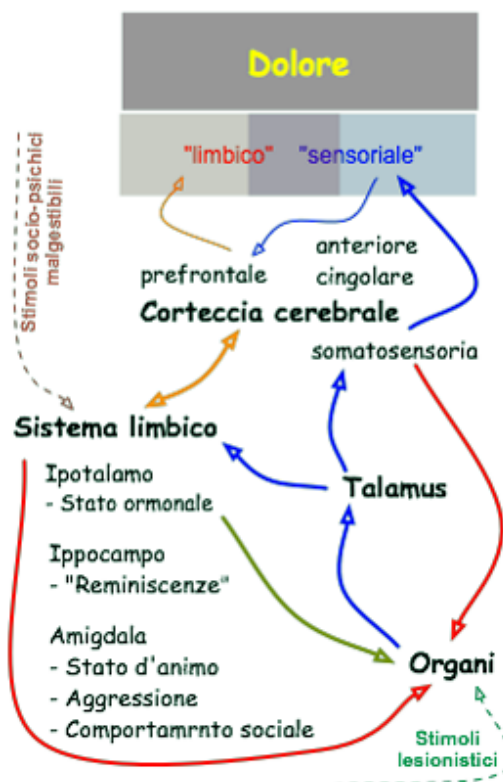 Dolore
"limbico" "sensoriale"
Stimoli socio-psichici
malgestibili
prefrontale
anteriore
cingolare
Corteccia cerebrale
somatosensoria
Sistema limbico
Ipotalamo
- Stato ormonale
Talamus
Ippocampo
- "Reminiscenze"
Amigdala
- Stato d'animo
- Aggressione
- Comportamrnto sociale
Organi
Stimoli
lesionistici